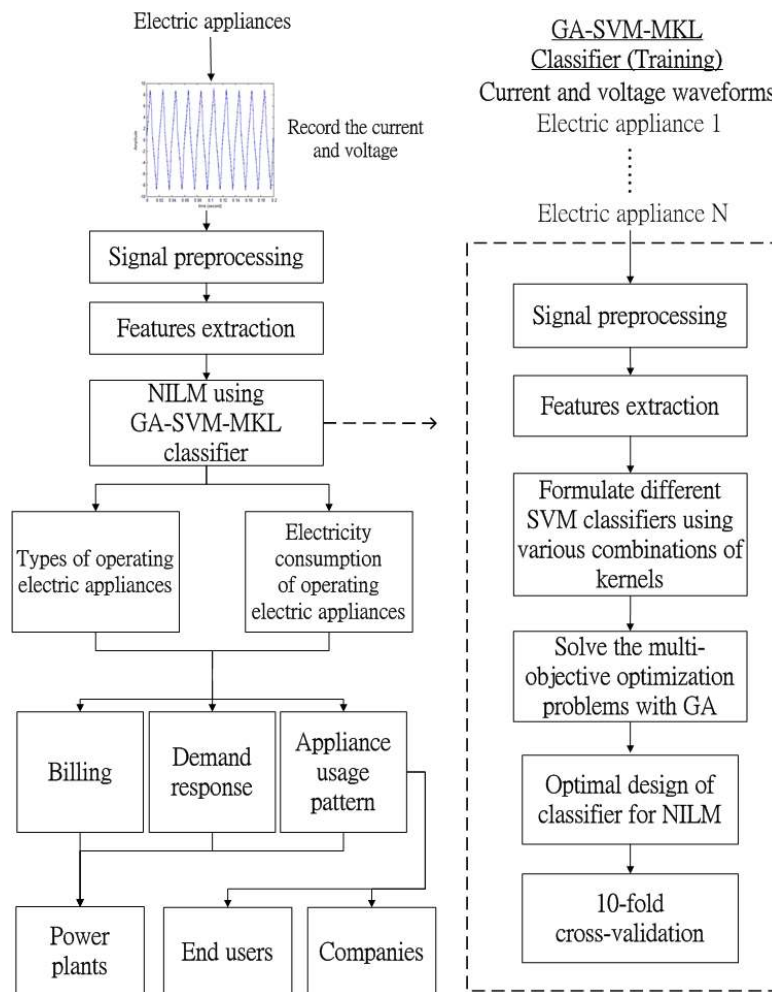 Electric appliances
Record the current
and voltage
Signal preprocessing
Features extraction
NILM using
GA-SVM-MKL
classifier
Types of operating
electric appliances
Electricity
consumption
of operating
electric appliances
Billing
Demand
response
Appliance
usage
pattern
Power
plants
End users
Companies
GA-SVM-MKL
Classifier (Training)
Current and voltage waveforms
Electric appliance 1
Electric appliance N
Signal preprocessing
Features extraction
Formulate different
SVM classifiers using
various combinations of
kernels
Solve the multi-
objective optimization
problems with GA
Optimal design of
classifier for NILM
10-fold
cross-validation